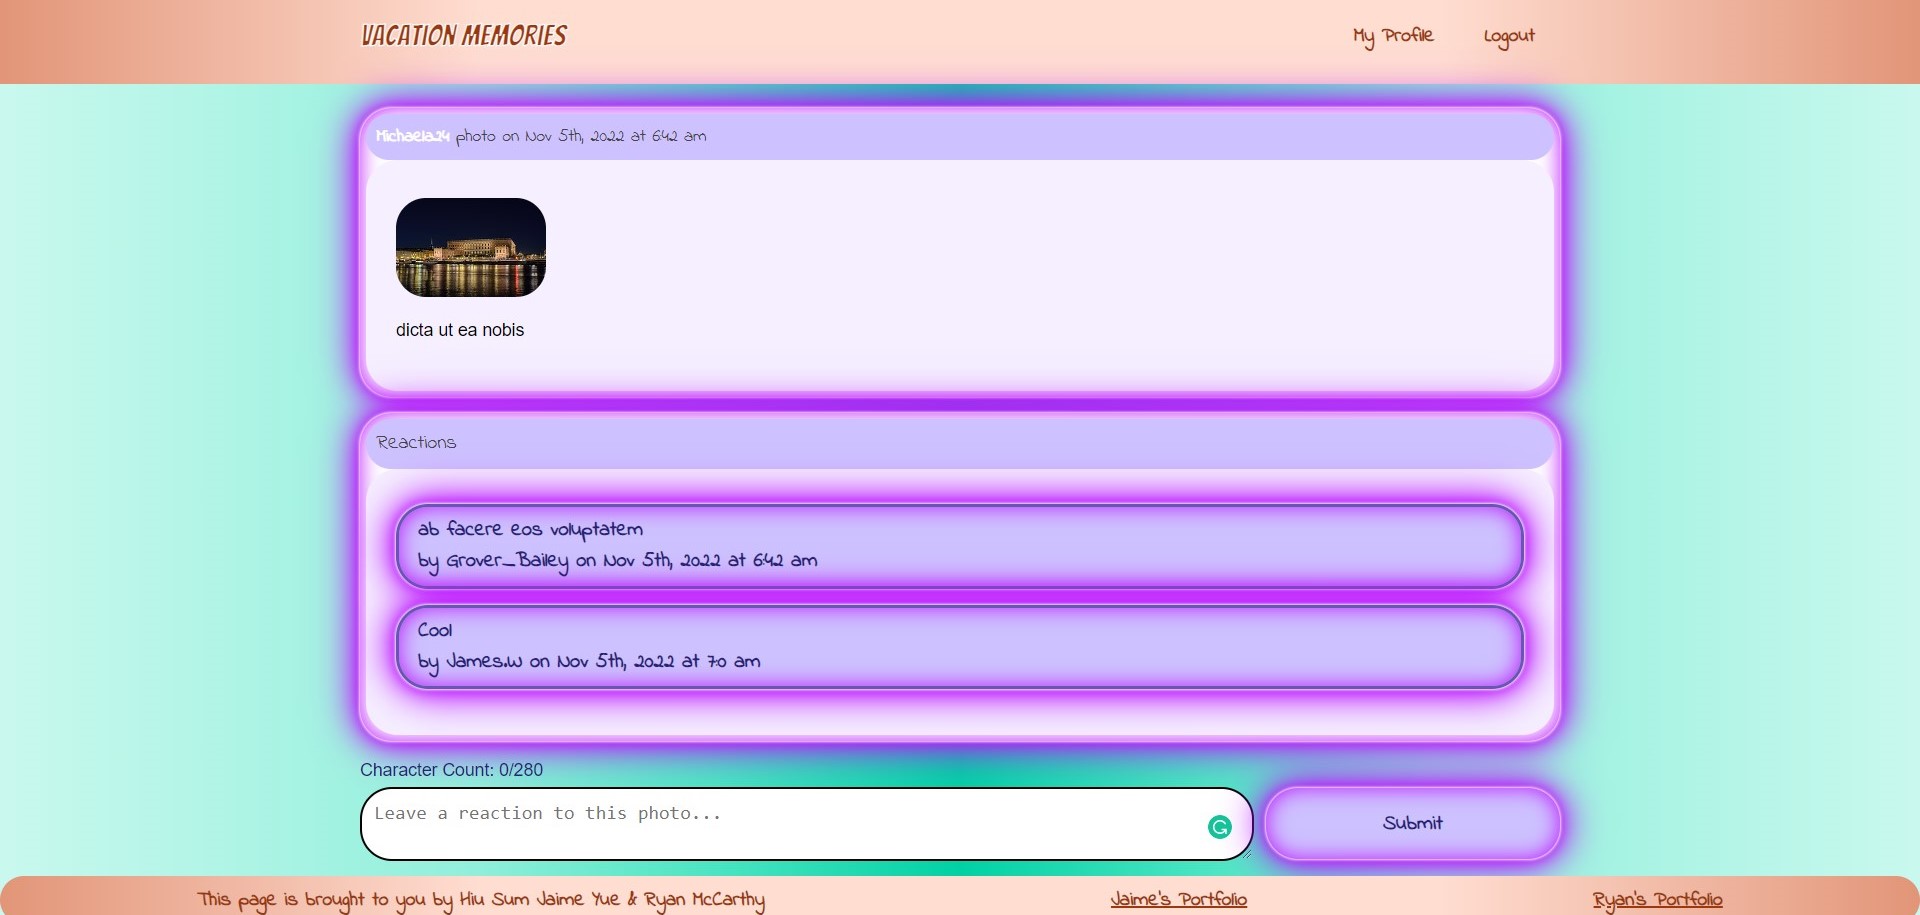 VACATION MEMORIES
My Profile
Logout
Michaela24 photo on Nov 5th, 2022 at 6:42 am
dicta ut ea nobis
Reactions
ab facere eos voluptatem
by Grover_Bailey on Nov 5th, 2022 at 6:42 am
Cool
by James.W on Nov 5th, 2022 at 7:0 am
Character Count: 0/280
Leave a reaction to this photo...
Submit
This page is brought to you by Hiu Sum Jaime Yue & Ryan McCarthy
Jaime's Portfolio
Ryan's Portfolio